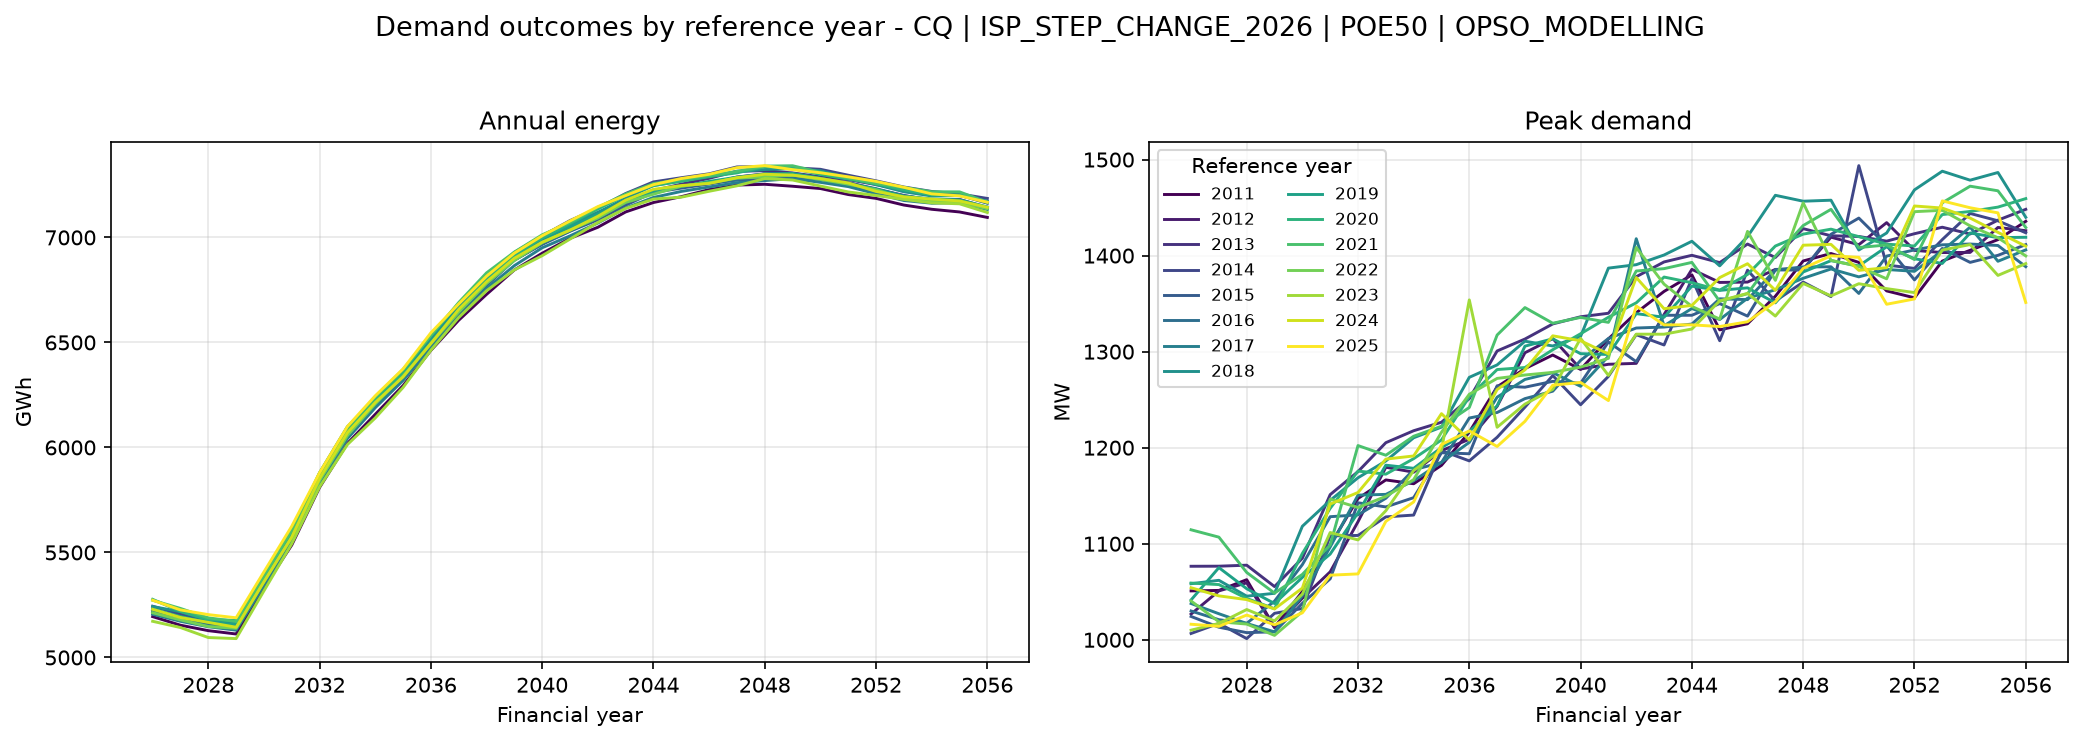 Demand outcomes by reference year - CQ | ISP_STEP_CHANGE_2026 | POE50 | OPSO_MODELLING
Annual energy
GWh
7000
6500
6000
5500
5000
2028 2032 2036 2040 2044 2048 2052 2056
Financial year
Peak demand
MW
1500
1400
1300
1200
1100
1000
Reference year
2011 2019
2012 2020
2013 2021
2014 2022
2015 2023
2016 2024
2017 2025
2018
2028 2032 2036 2040 2044 2048 2052 2056
Financial year